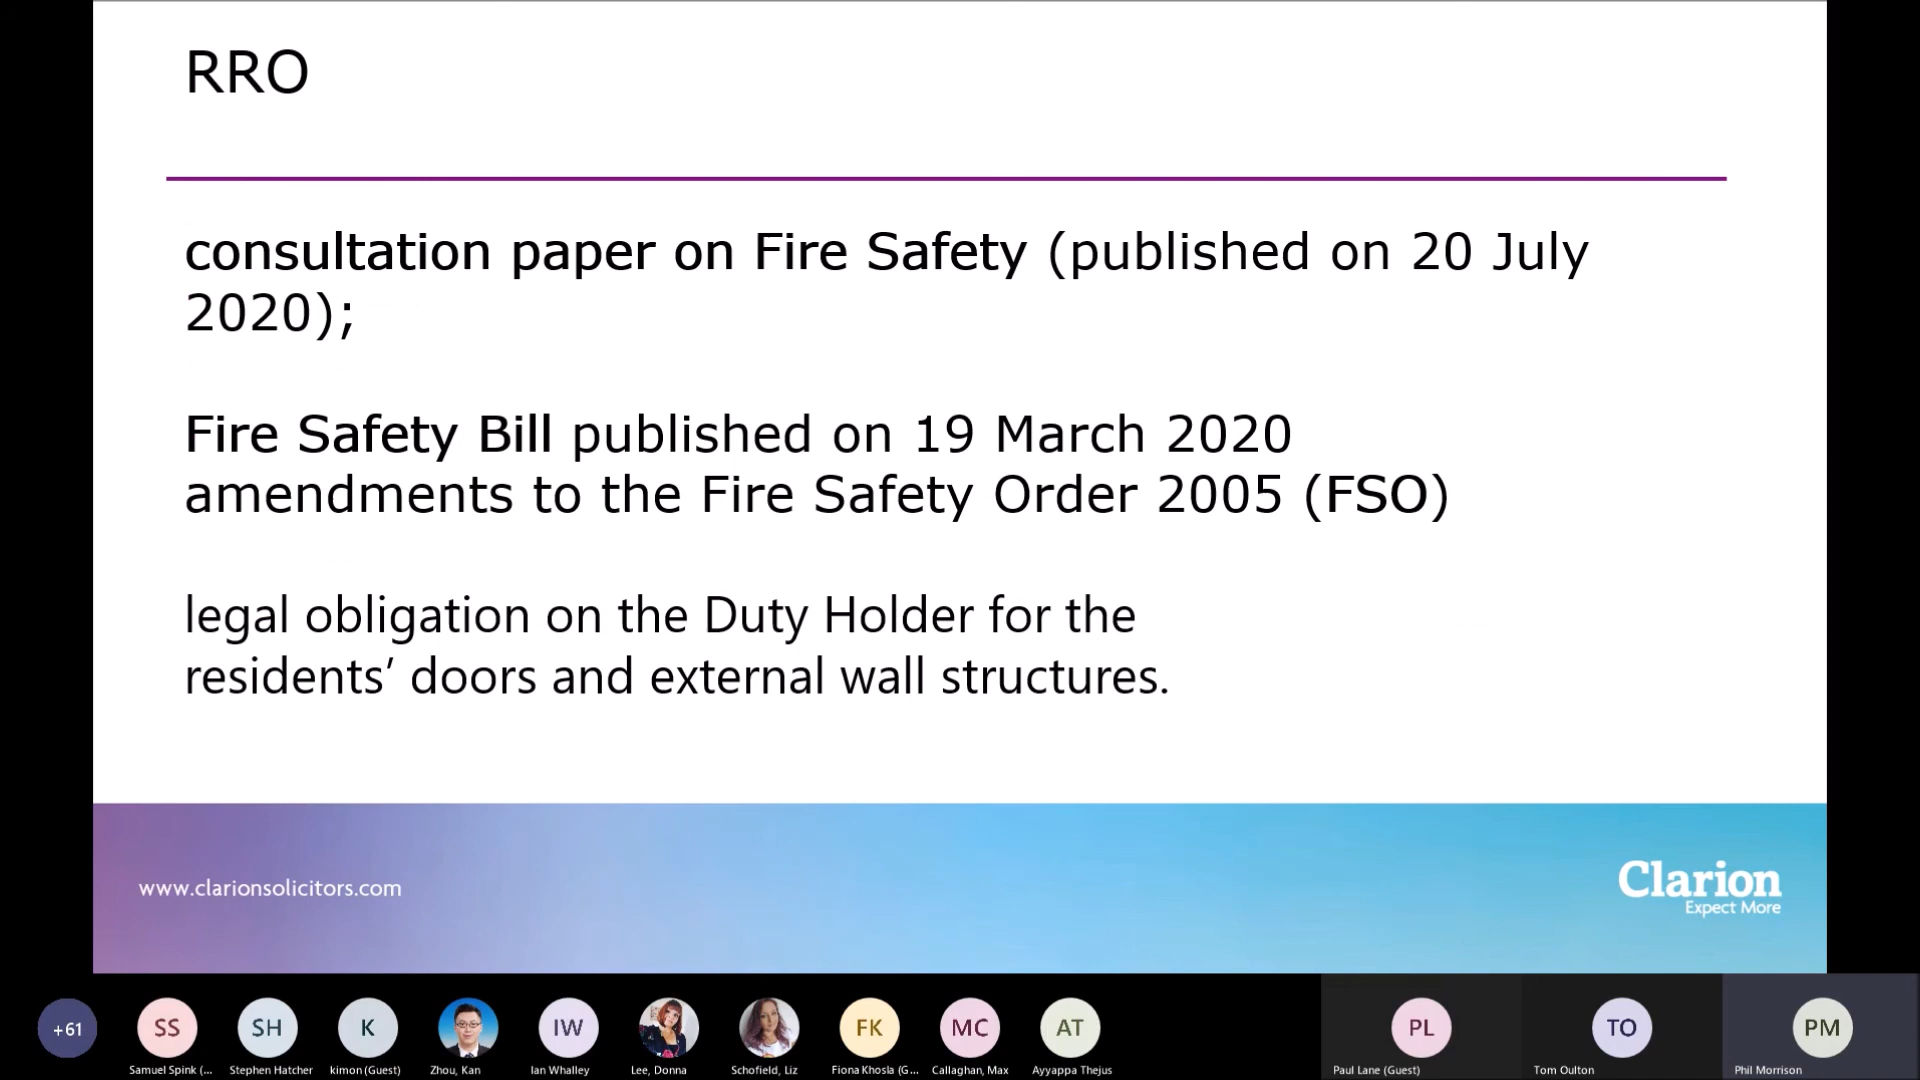 RRO
consultation paper on Fire Safety (published on 20 July
2020);
Fire Safety Bill published on 19 March 2020
amendments to the Fire Safety Order 2005 (FSO)
legal obligation on the Duty Holder for the
residents’ doors and external wall structures.
www.clarionsolicitors.com
Clarion
Expect More
+61
SS
SH
K
IW
FK
MC
AT
PL
TO
PM
Samuel Spink (...
Stephen Hatcher
kimon (Guest)
Zhou, Kan
Ian Whalley
Lee, Donna
Schofield, Liz
Fiona Khosla (G...
Callaghan, Max
Ayyappa Thejus
Paul Lane (Guest)
Tom Oulton
Phil Morrison